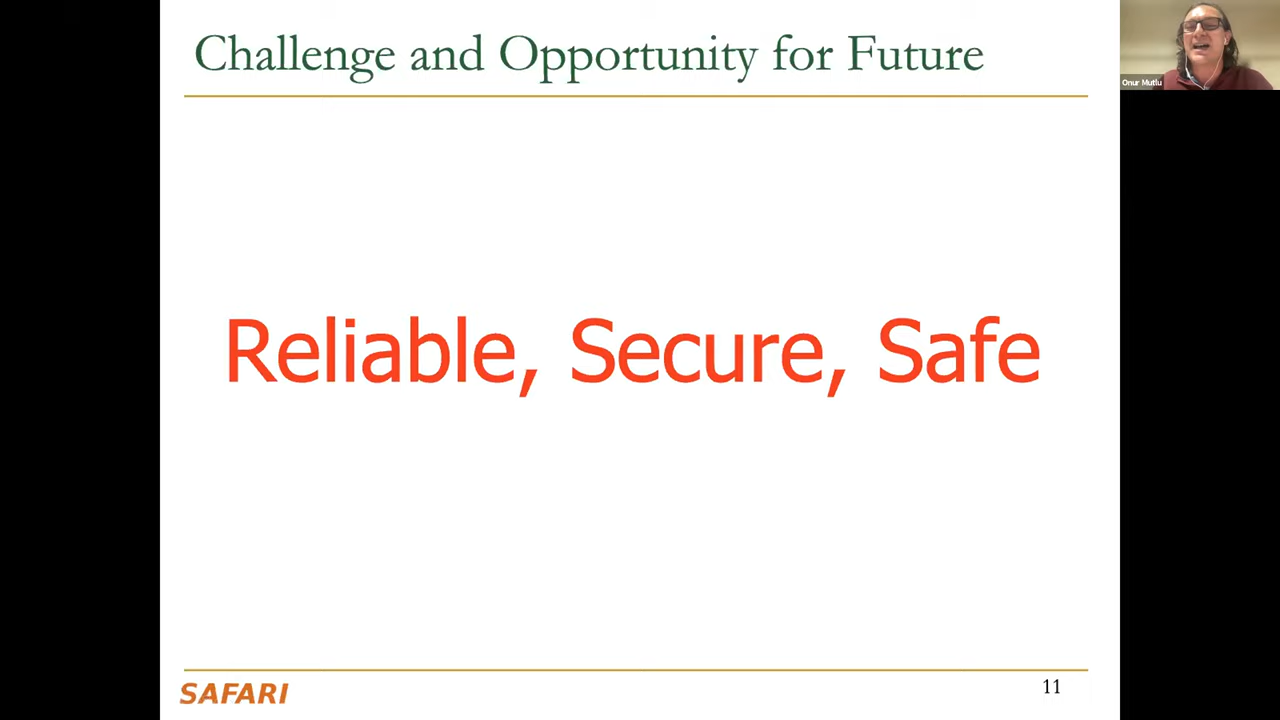 Challenge and Opportunity for Future
Onur Mutlu
Reliable, Secure, Safe
SAFARI
11